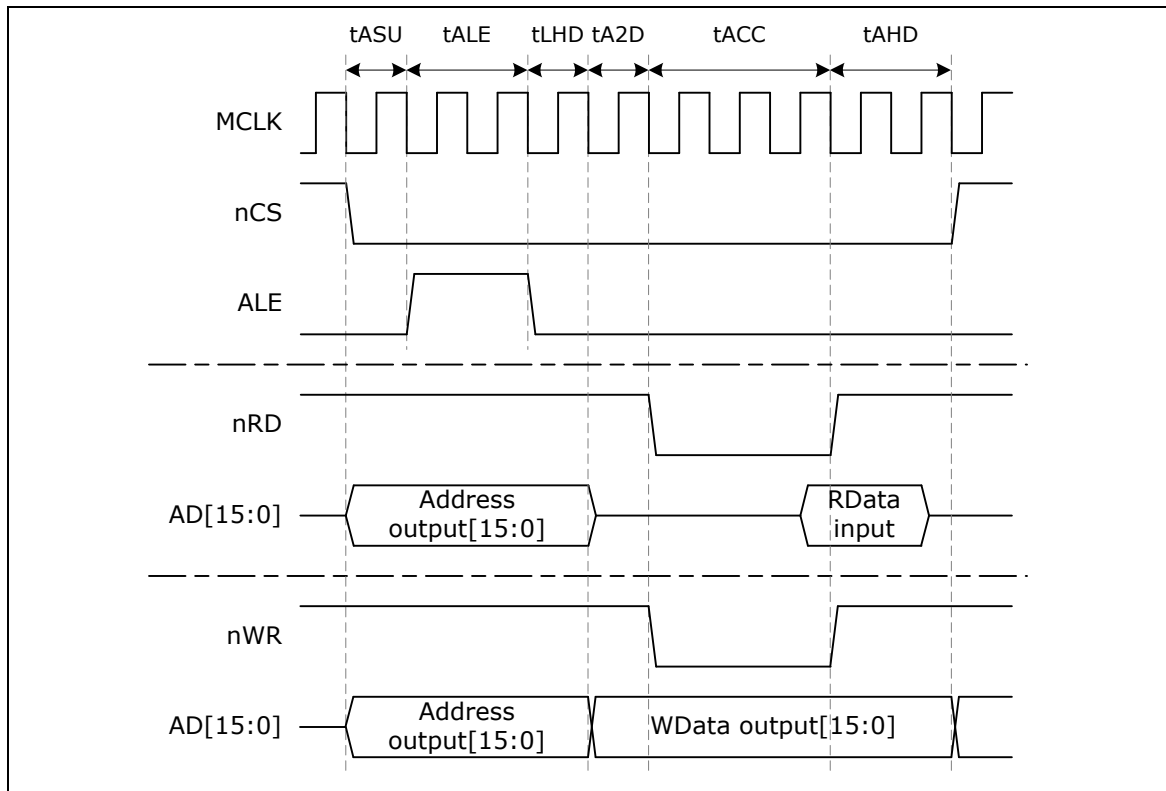 tASU tALE tLHD tA2D tACC tAHD
MCLK
nCS
ALE
nRD
AD[15:0]
Address
output[15:0]
RData
input
nWR
AD[15:0]
Address
output[15:0]
WData output[15:0]